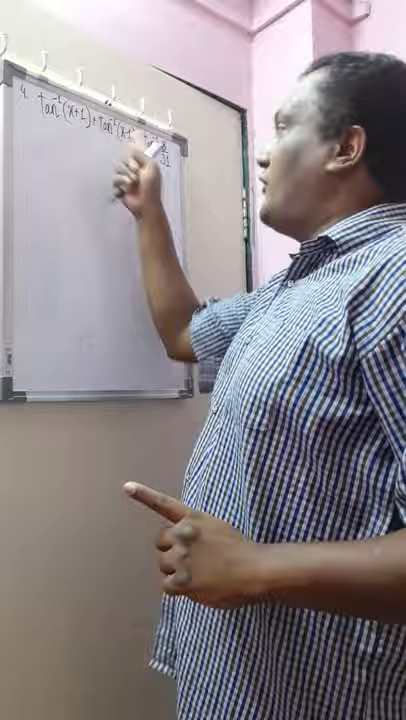 4. tan⁻¹(x+1) + tan⁻¹(x-1) = tan⁻¹ 8/31